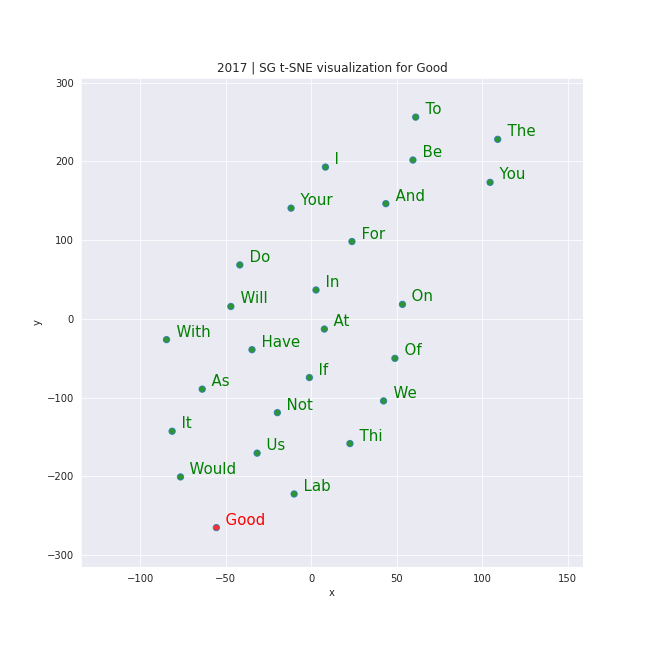 2017 | SG t-SNE visualization for Good
300
To
The
Be
I
200
You
Your
And
100
For
Do
In
Will
On
y
0
At
With
Have
Of
If
As
We
-100
Not
It
Thi
Us
Would
-200
Lab
Good
-300
-100 -50 0 50 100 150
x